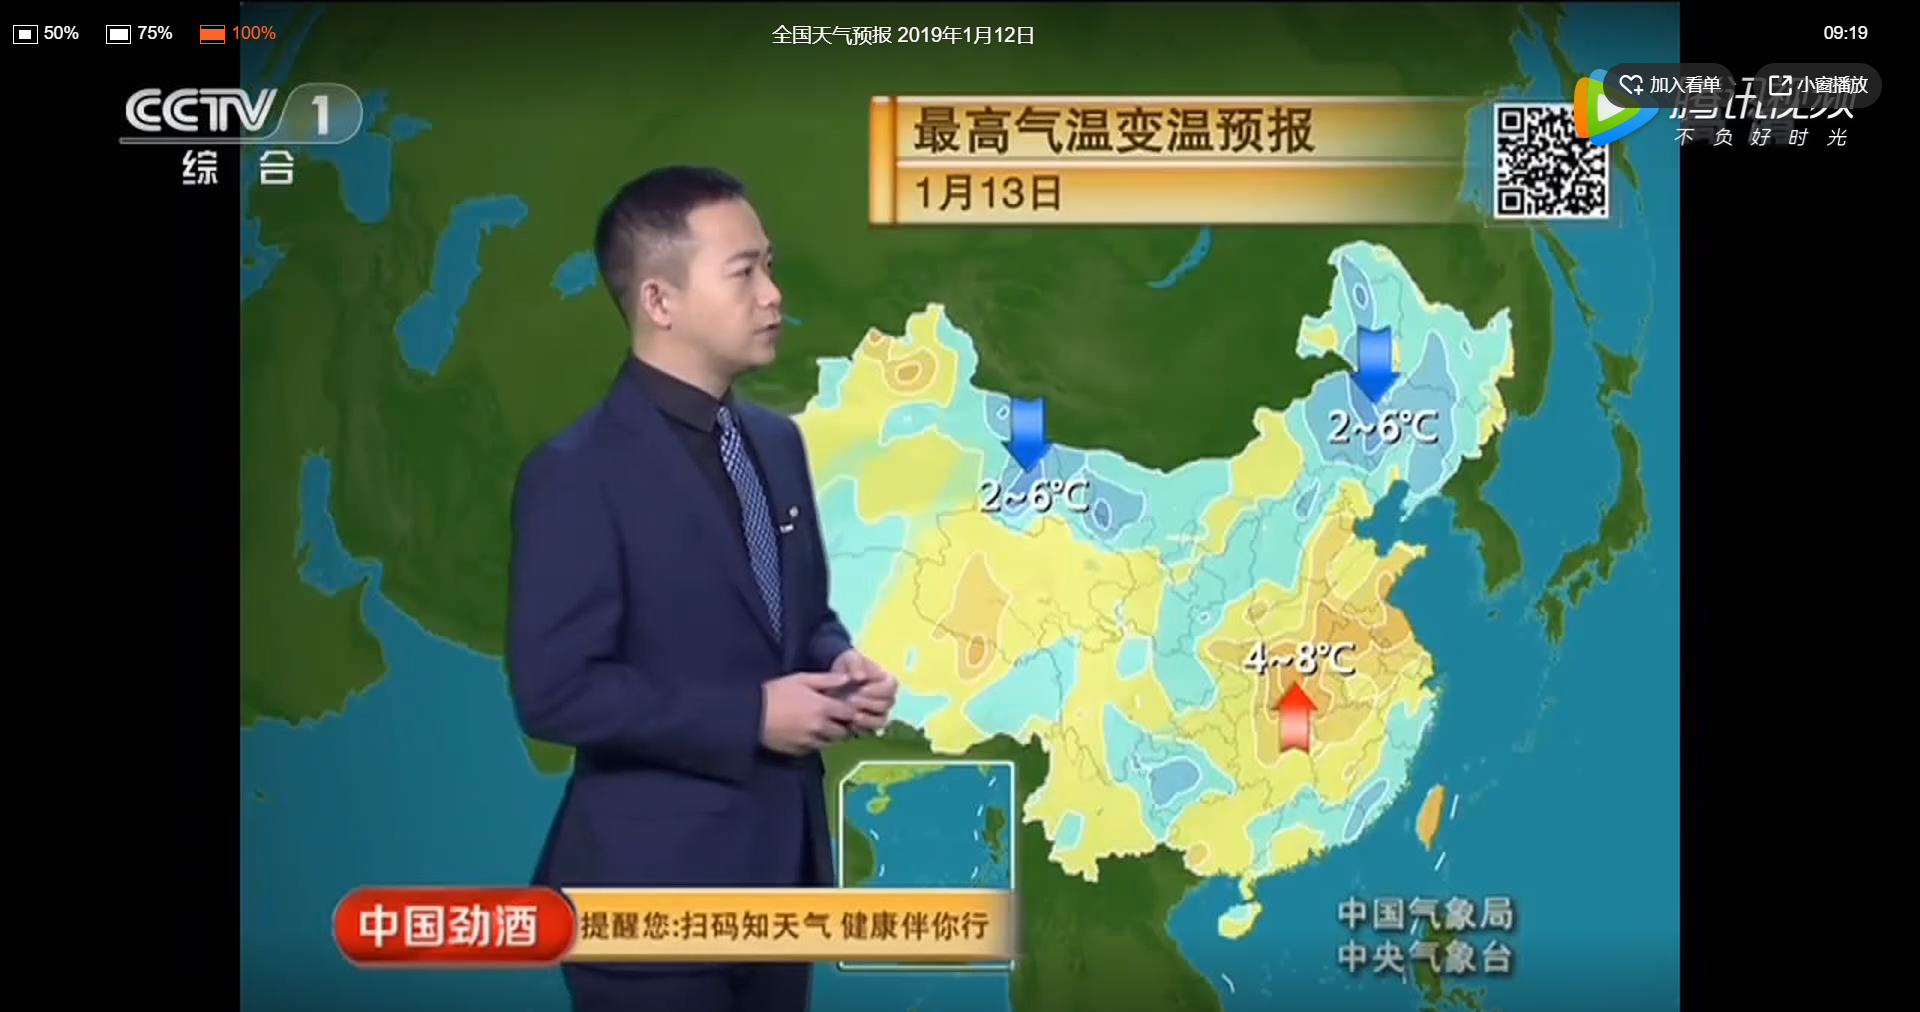 50% 75% 100%
全国天气预报 2019年1月12日
09:19
加入看单
小窗播放
腾讯视频
不负好时光
CCTV 1
综合
最高气温变温预报
1月13日
2~6℃
2~6℃
4~8℃
中国劲酒
提醒您:扫码知天气 健康伴你行
中国气象局
中央气象台